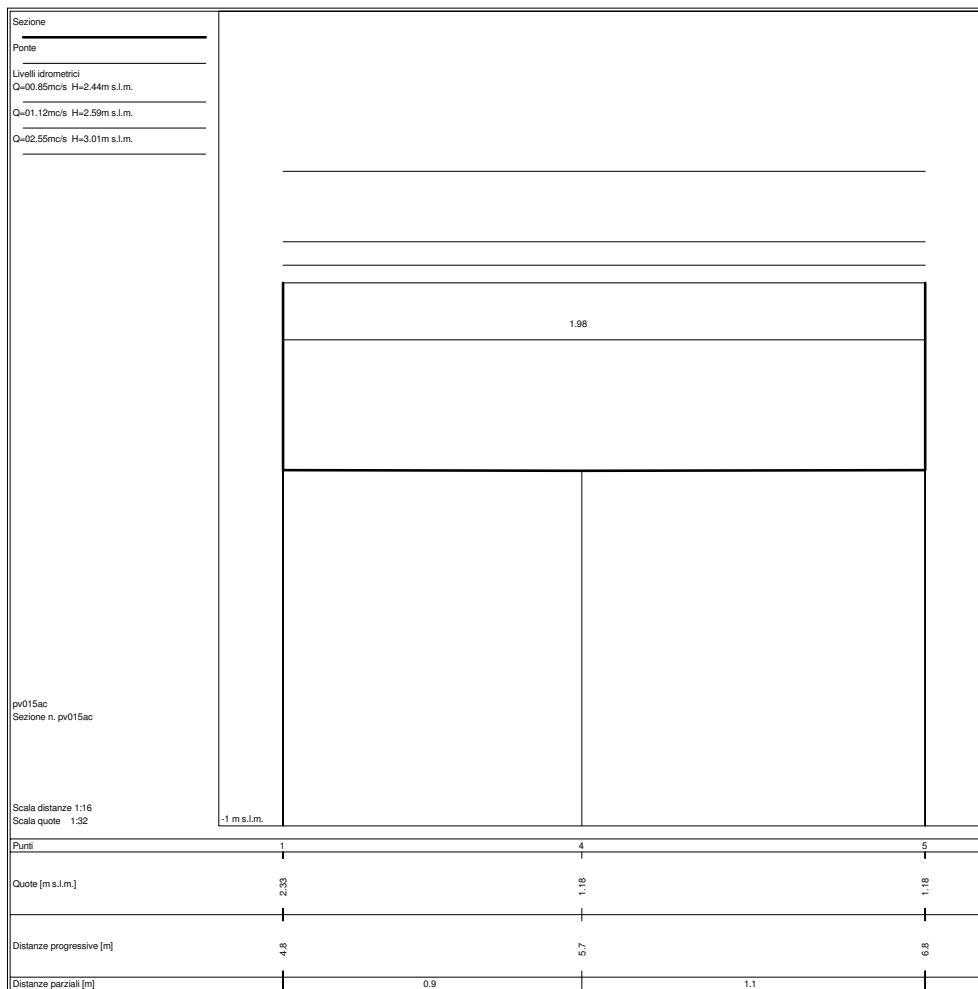 Sezione
Ponte
Livelli idrometrici
Q=00.85mc/s H=2.44m s.l.m.
Q=01.12mc/s H=2.59m s.l.m.
Q=02.55mc/s H=3.01m s.l.m.
1.98
pv015ac
Sezione n. pv015ac
Scala distanze 1:16
Scala quote 1:32
-1 m s.l.m.
Punti 1 4 5
Quote [m s.l.m.] 2.33 1.18 1.18
Distanze progressive [m] 4.8 5.7 6.8
Distanze parziali [m] 0.9 1.1